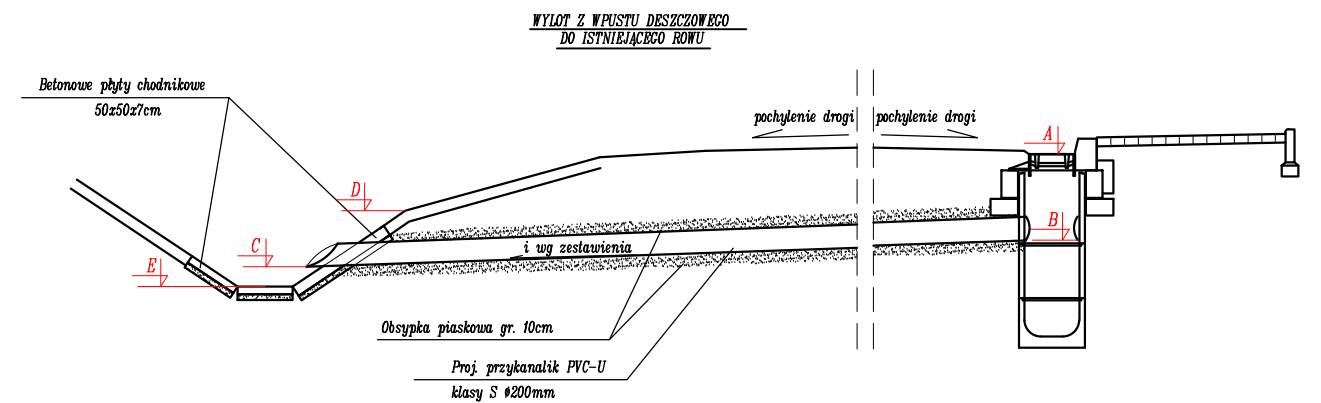 WYLOT Z WPUSTU DESZCZOWEGO
DO ISTNIEJĄCEGO ROWU
Betonowe płyty chodnikowe
50x50x7cm
pochylenie drogi
pochylenie drogi
A
D
B
C
E
i wg zestawienia
Obsypka piaskowa gr. 10cm
Proj. przykanalik PVC-U
klasy S ø200mm